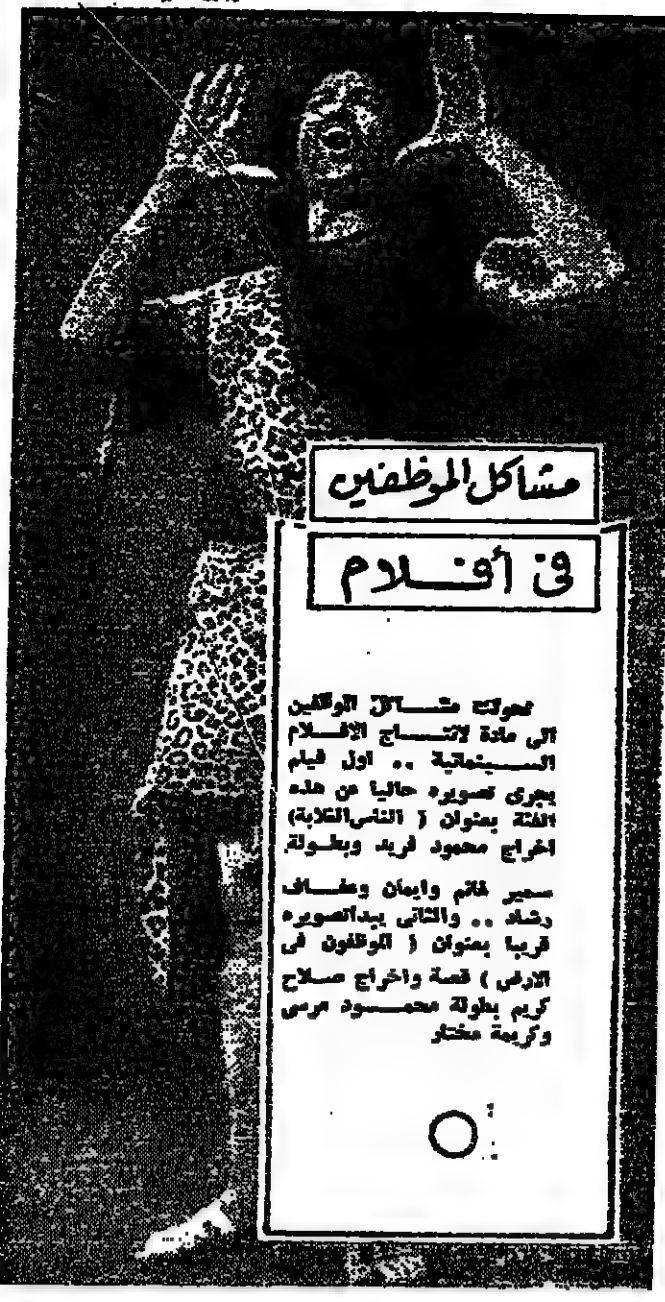 مشاكل الموظفين
في أفلام
تحولت مشاكل الموظفين
الى مادة لانتاج الافلام
السينمائية .. اول فيلم
يجرى تصويره حاليا عن هذه
الفئة بعنوان ( الناس الغلابة)
اخراج محمود فريد وبطولة
سمير غانم وايمان وعفاف
رشاد .. والثانى يبدأ تصويره
قريبا بعنوان ( الموظفون فى
الارض ) قصة واخراج صلاح
كريم بطولة محمود مرسى
وكريمة مختار